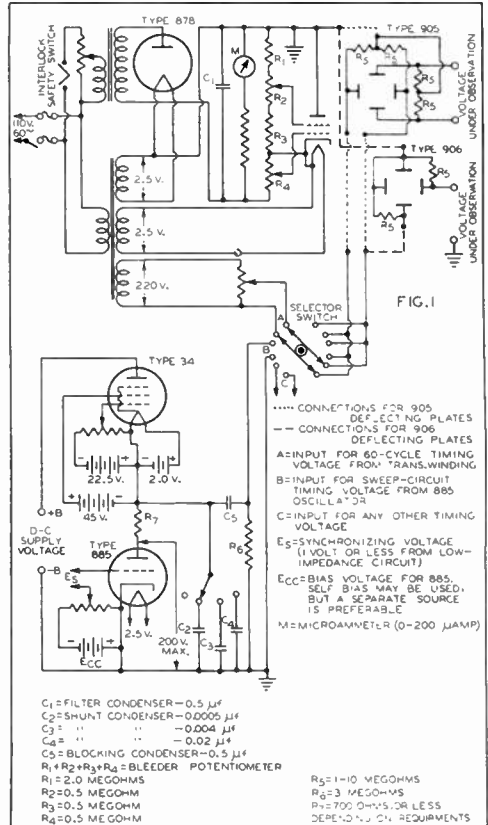 TYPE 878
TYPE 905
INTERLOCK
SAFETY SWITCH
M
C1
R1
R2
R3
R4
R5
R5
R5
VOLTAGE
UNDER OBSERVATION
110V.
60~
TYPE 906
R5
R5
VOLTAGE
UNDER OBSERVATION
2.5 V.
2.5 V.
220 V.
SELECTOR
SWITCH
A
B
C
FIG.1
TYPE 34
22.5 V.
2.0 V.
45 V.
+B
D-C
SUPPLY
VOLTAGE
-B
ES
R7
C5
R6
TYPE
885
2.5 V.
ECC
200 V.
MAX.
C2
C3
C4
CONNECTIONS FOR 905
DEFLECTING PLATES
CONNECTIONS FOR 906
DEFLECTING PLATES
A=INPUT FOR 60-CYCLE TIMING
VOLTAGE FROM TRANS.WINDING
B=INPUT FOR SWEEP-CIRCUIT
TIMING VOLTAGE FROM 885
OSCILLATOR
C=INPUT FOR ANY OTHER TIMING
VOLTAGE
ES=SYNCHRONIZING VOLTAGE
(1 VOLT OR LESS FROM LOW-
IMPEDANCE CIRCUIT)
ECC=BIAS VOLTAGE FOR 885.
SELF BIAS MAY BE USED,
BUT A SEPARATE SOURCE
IS PREFERABLE
M=MICROAMMETER (0-200 µAMP)
C1=FILTER CONDENSER-0.5 µf
C2=SHUNT CONDENSER-0.0005 µf
C3= " " -0.004 µf
C4= " " -0.02 µf
C5=BLOCKING CONDENSER-0.5 µf
R1+R2+R3+R4=BLEEDER POTENTIOMETER
R1=2.0 MEGOHMS
R2=0.5 MEGOHM
R3=0.5 MEGOHM
R4=0.5 MEGOHM
R5=1-10 MEGOHMS
R6=3 MEGOHMS
R7=700 OHMS,OR LESS
DEPENDING ON REQUIRMENTS